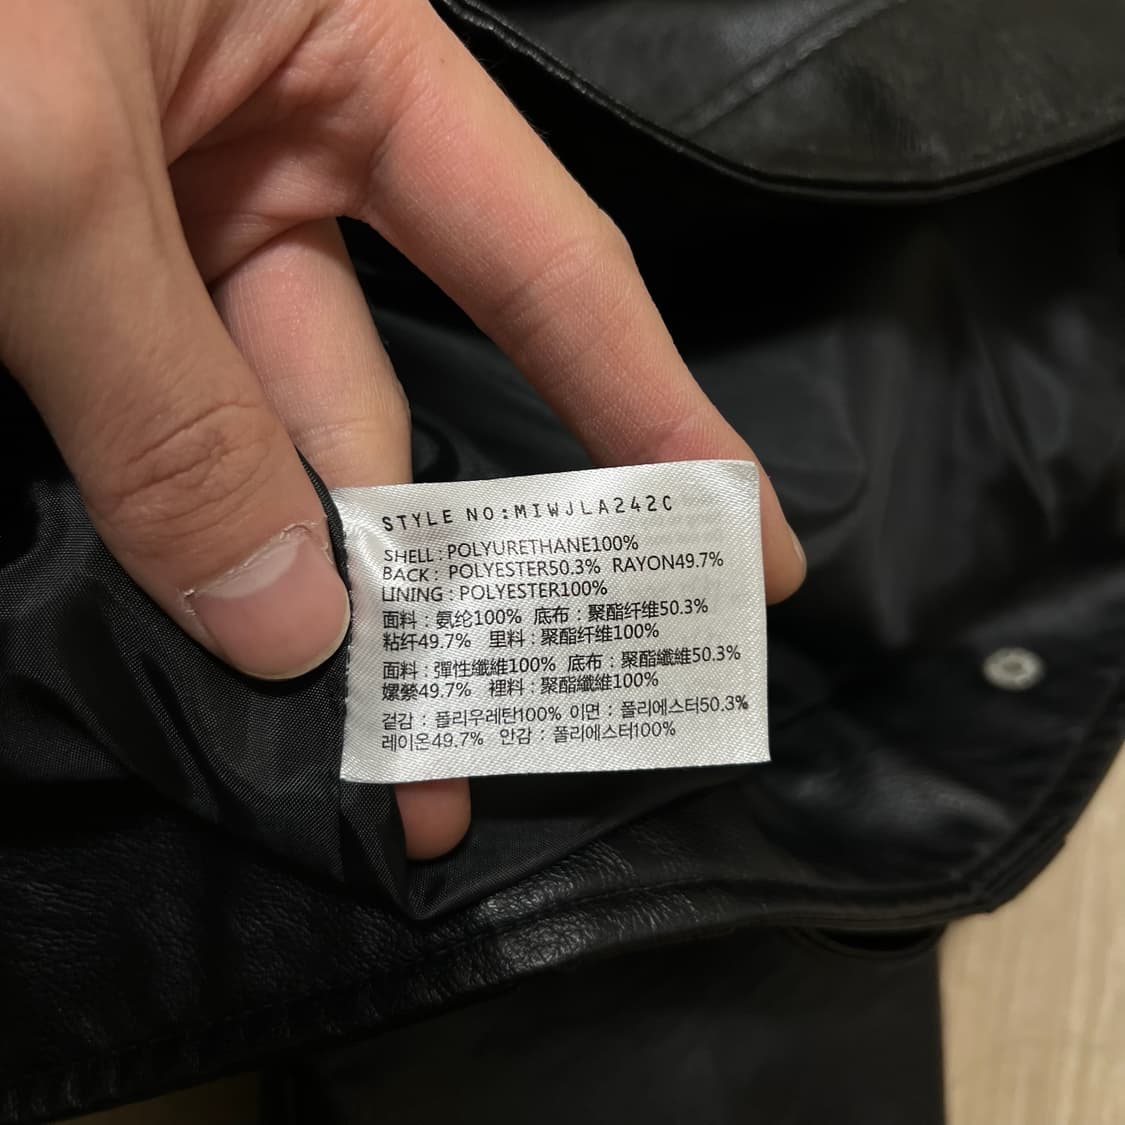 STYLE NO:MIWJLA242C
SHELL : POLYURETHANE100%
BACK : POLYESTER50.3% RAYON49.7%
LINING : POLYESTER100%
面料 : 氨纶100% 底布 : 聚酯纤维50.3%
粘纤49.7% 里料 : 聚酯纤维100%
面料 : 彈性纖維100% 底布 : 聚酯纖維50.3%
嫘縈49.7% 裡料 : 聚酯纖維100%
겉감 : 폴리우레탄100% 이면 : 폴리에스터50.3%
레이온49.7% 안감 : 폴리에스터100%